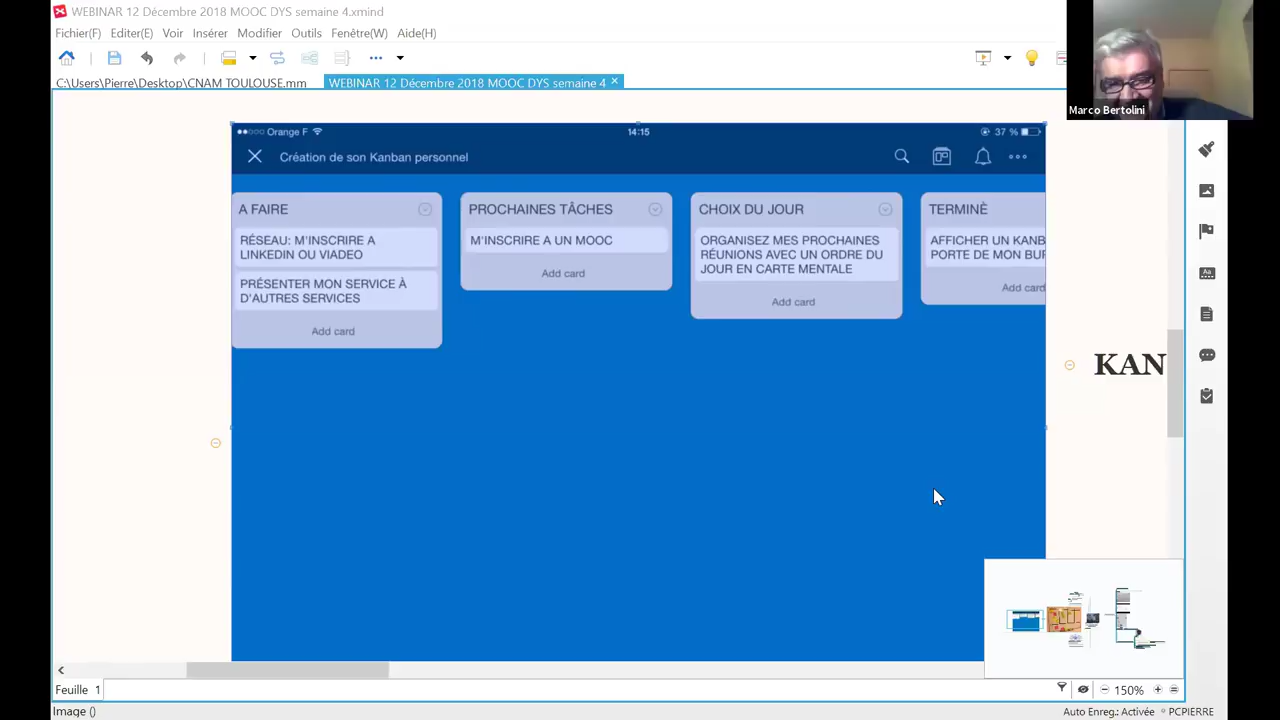 WEBINAR 12 Décembre 2018 MOOC DYS semaine 4.xmind
Fichier(F) Editer(E) Voir Insérer Modifier Outils Fenêtre(W) Aide(H)
C:\Users\Pierre\Desktop\CNAM TOULOUSE.mm
WEBINAR 12 Décembre 2018 MOOC DYS semaine 4
Marco Bertolini
Orange F
14:15
37 %
Création de son Kanban personnel
A FAIRE
RÉSEAU: M'INSCRIRE A
LINKEDIN OU VIADEO
PRÉSENTER MON SERVICE À
D'AUTRES SERVICES
Add card
PROCHAINES TÂCHES
M'INSCRIRE A UN MOOC
Add card
CHOIX DU JOUR
ORGANISEZ MES PROCHAINES
RÉUNIONS AVEC UN ORDRE DU
JOUR EN CARTE MENTALE
Add card
TERMINÈ
AFFICHER UN KANB
PORTE DE MON BUR
Add card
KAN
Feuille 1
150%
Image ()
Auto Enreg.: Activée
PCPIERRE